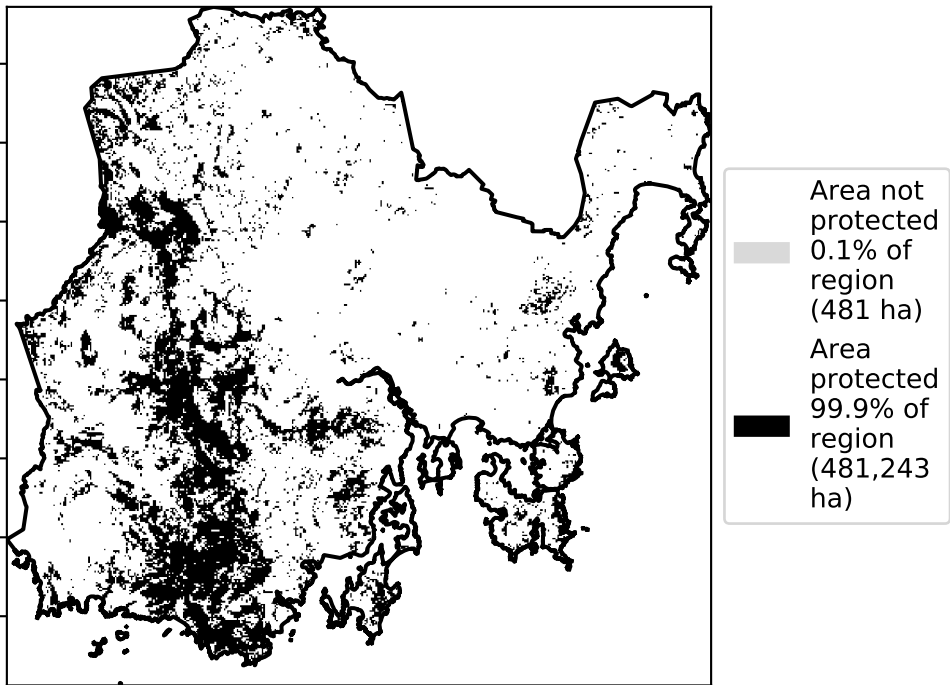 Area not
protected
0.1% of
region
(481 ha)
Area
protected
99.9% of
region
(481,243
ha)